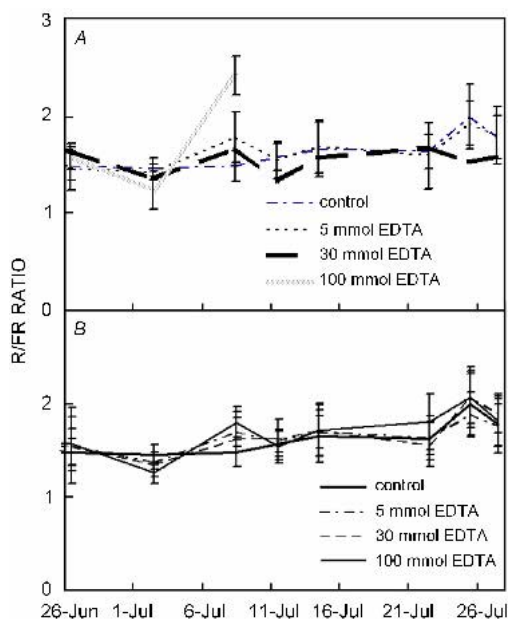 3
A
2
control
5 mmol EDTA
1
30 mmol EDTA
100 mmol EDTA
R/FR RATIO
0
B
2
control
1
5 mmol EDTA
30 mmol EDTA
100 mmol EDTA
0
26-Jun 1-Jul 6-Jul 11-Jul 16-Jul 21-Jul 26-Jul